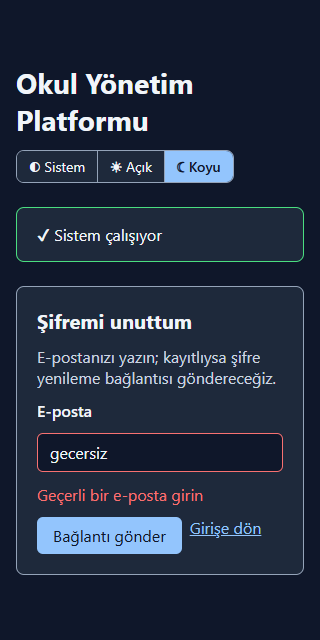 Okul Yönetim
Platformu
◐ Sistem ☀ Açık ☾ Koyu
✓ Sistem çalışıyor
Şifremi unuttum
E-postanızı yazın; kayıtlıysa şifre
yenileme bağlantısı göndereceğiz.
E-posta
gecersiz
Geçerli bir e-posta girin
Bağlantı gönder Girişe dön